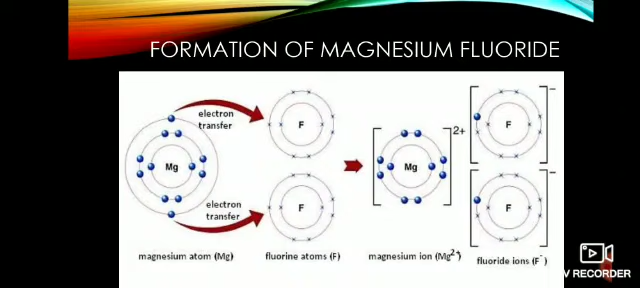 FORMATION OF MAGNESIUM FLUORIDE
electron
transfer
F
Mg
electron
transfer
F
Mg
2+
F
−
F
−
magnesium atom (Mg)
fluorine atoms (F)
magnesium ion (Mg²⁺)
fluoride ions (F⁻)
V RECORDER